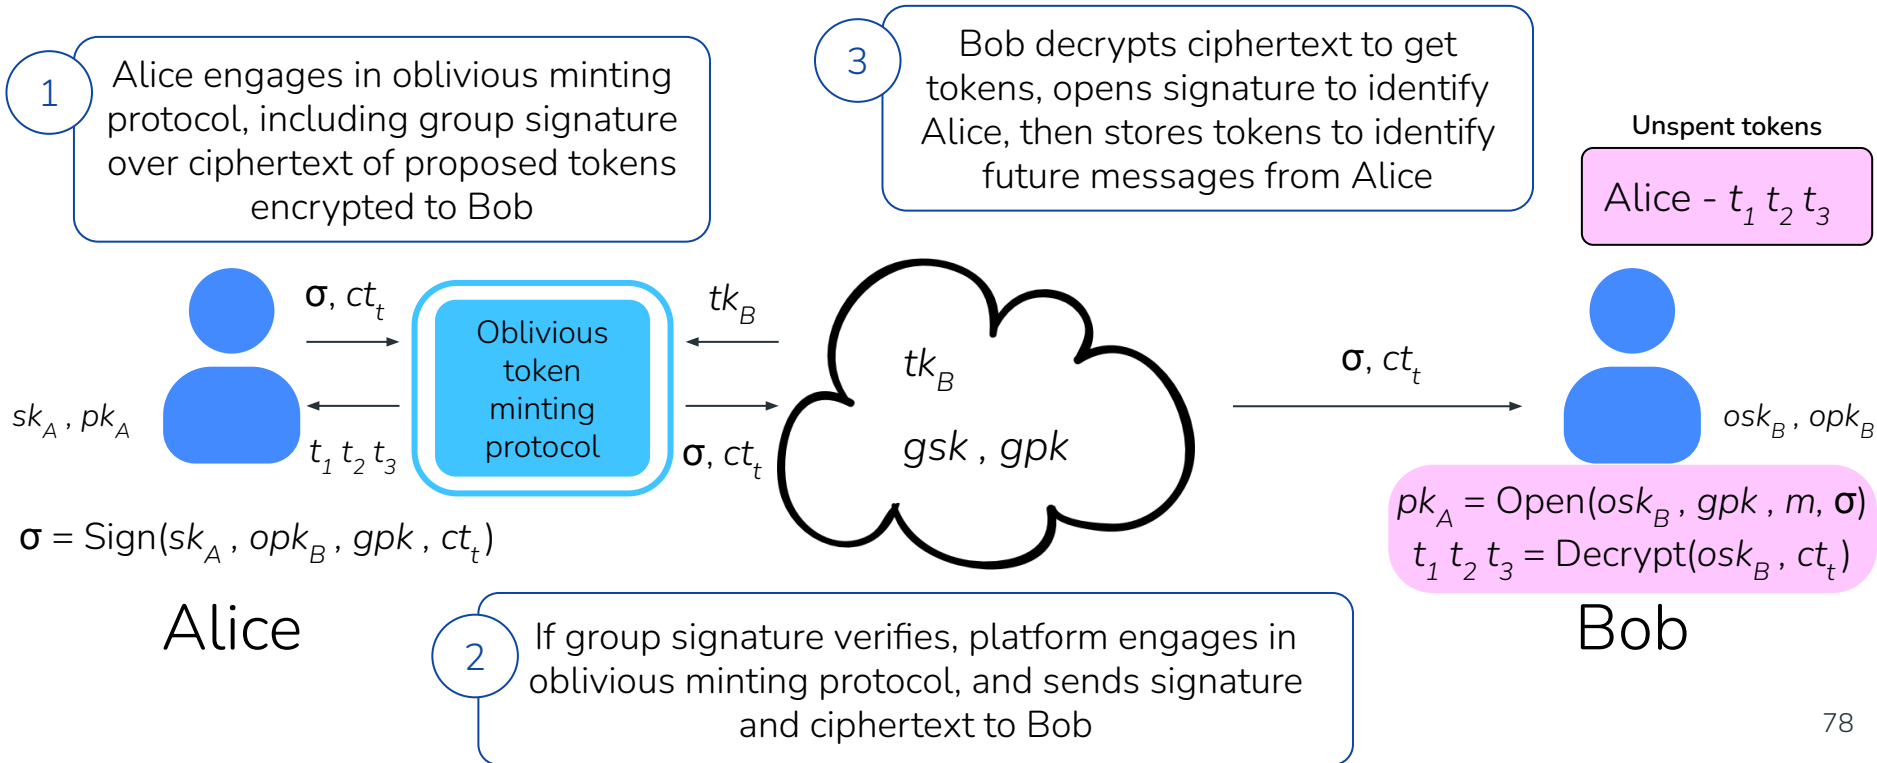 1
Alice engages in oblivious minting
protocol, including group signature
over ciphertext of proposed tokens
encrypted to Bob
3
Bob decrypts ciphertext to get
tokens, opens signature to identify
Alice, then stores tokens to identify
future messages from Alice
Unspent tokens
Alice - t1 t2 t3
σ, ctt
tkB
Oblivious
token
minting
protocol
tkB
gsk , gpk
σ, ctt
skA , pkA
t1 t2 t3
σ, ctt
oskB , opkB
σ = Sign(skA , opkB , gpk , ctt)
pkA = Open(oskB , gpk , m, σ)
t1 t2 t3 = Decrypt(oskB , ctt)
Alice
Bob
2
If group signature verifies, platform engages in
oblivious minting protocol, and sends signature
and ciphertext to Bob
78